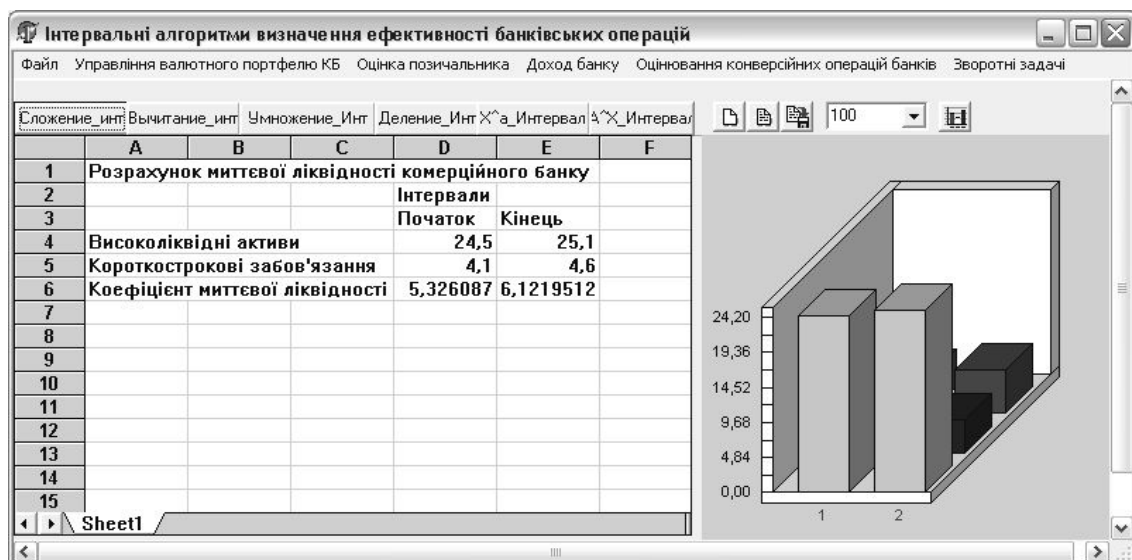 Інтервальні алгоритми визначення ефективності банківських операцій
Файл Управління валютного портфелю КБ Оцінка позичальника Доход банку Оцінювання конверсійних операцій банків Зворотні задачі
Сложение_инт Вычитание_инт Умножение_Инт Деление_Инт X^a_Интервал A^X_Интервал 100
A B C D E F
1 Розрахунок миттєвої ліквідності комерційного банку
2 Інтервали
3 Початок Кінець
4 Високоліквідні активи 24,5 25,1
5 Короткострокові забов'язання 4,1 4,6
6 Коефіцієнт миттєвої ліквідності 5,326087 6,1219512
7
8
9
10
11
12
13
14
15
Sheet1
24,20
19,36
14,52
9,68
4,84
0,00
1 2